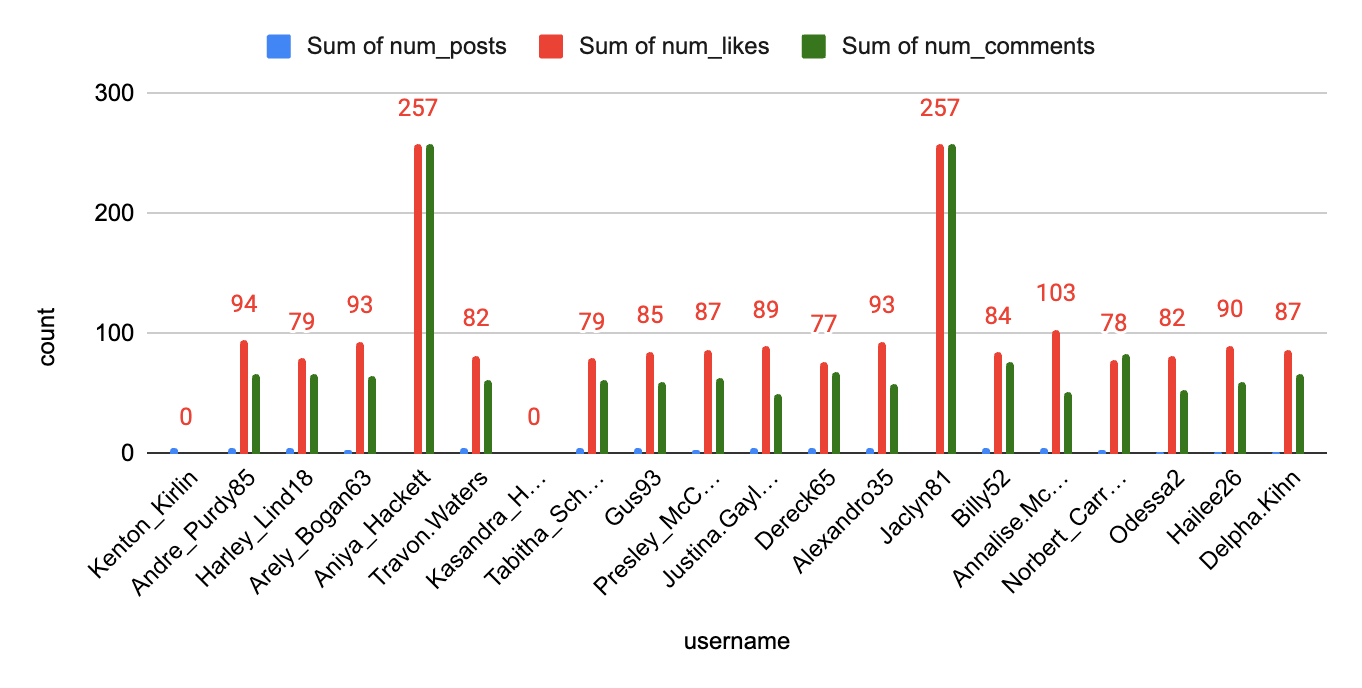 Sum of num_posts Sum of num_likes Sum of num_comments
300
257 257
200
94 79 93 82 79 85 87 89 77 93 84 103 78 82 90 87
100
0 0
0
count
Kenton_Kirlin
Andre_Purdy85
Harley_Lind18
Arely_Bogan63
Aniya_Hackett
Travon.Waters
Kasandra_H…
Tabitha_Sch…
Gus93
Presley_McC…
Justina.Gayl…
Dereck65
Alexandro35
Jaclyn81
Billy52
Annalise.Mc…
Norbert_Carr…
Odessa2
Hailee26
Delpha.Kihn
username